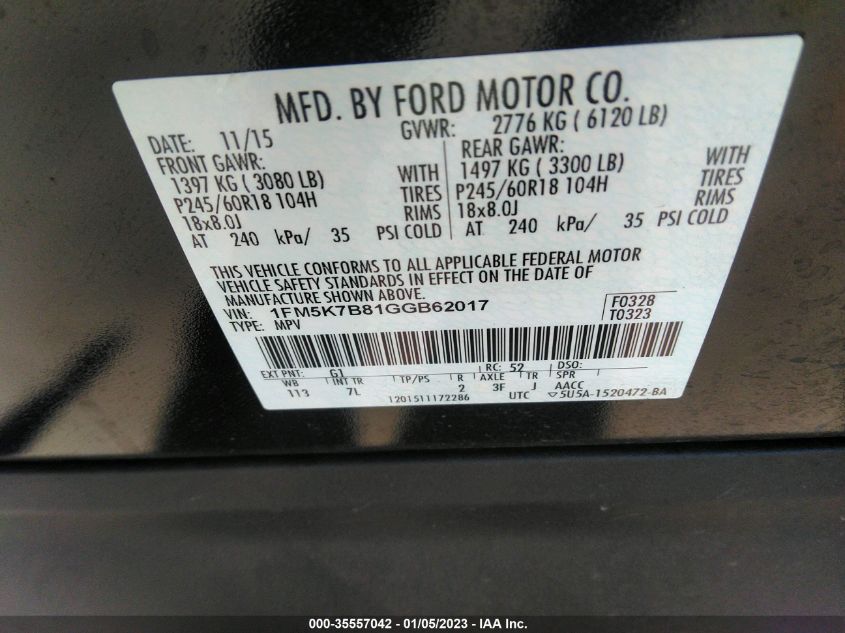 MFD. BY FORD MOTOR CO.
DATE: 11/15 GVWR: 2776 KG ( 6120 LB)
FRONT GAWR: REAR GAWR:
1397 KG ( 3080 LB) WITH 1497 KG ( 3300 LB) WITH
P245/60R18 104H TIRES P245/60R18 104H TIRES
18x8.0J RIMS 18x8.0J RIMS
AT 240 kPa/ 35 PSI COLD AT 240 kPa/ 35 PSI COLD
THIS VEHICLE CONFORMS TO ALL APPLICABLE FEDERAL MOTOR
VEHICLE SAFETY STANDARDS IN EFFECT ON THE DATE OF
MANUFACTURE SHOWN ABOVE.
VIN: 1FM5K7B81GGB62017 F0328
TYPE: MPV T0323
EXT PNT: G1 RC: 52 DSO:
WB INT TR TP/PS R AXLE TR SPR
113 7L 2 3F J AACC
1201511172286 UTC ▽5U5A-1520472-BA
000-35557042 - 01/05/2023 - IAA Inc.